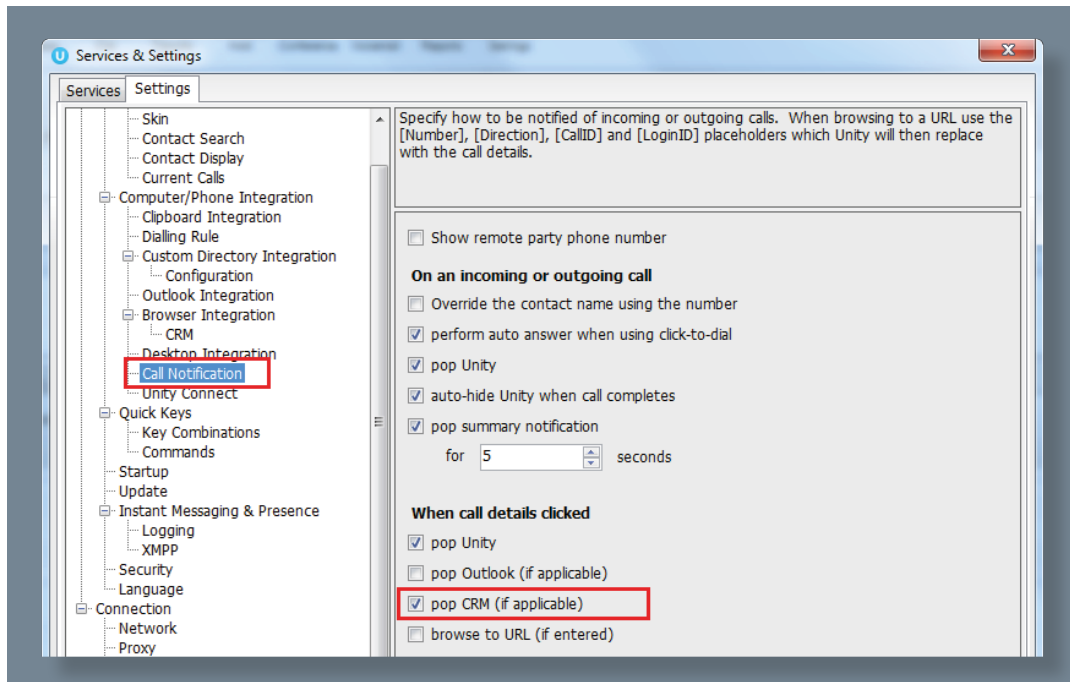 Services & Settings
Services Settings
Skin
Contact Search
Contact Display
Current Calls
Computer/Phone Integration
Clipboard Integration
Dialling Rule
Custom Directory Integration
Configuration
Outlook Integration
Browser Integration
CRM
Desktop Integration
Call Notification
Unity Connect
Quick Keys
Key Combinations
Commands
Startup
Update
Instant Messaging & Presence
Logging
XMPP
Security
Language
Connection
Network
Proxy
Specify how to be notified of incoming or outgoing calls. When browsing to a URL use the
[Number], [Direction], [CallID] and [LoginID] placeholders which Unity will then replace
with the call details.
Show remote party phone number
On an incoming or outgoing call
Override the contact name using the number
perform auto answer when using click-to-dial
pop Unity
auto-hide Unity when call completes
pop summary notification
for 5 seconds
When call details clicked
pop Unity
pop Outlook (if applicable)
pop CRM (if applicable)
browse to URL (if entered)